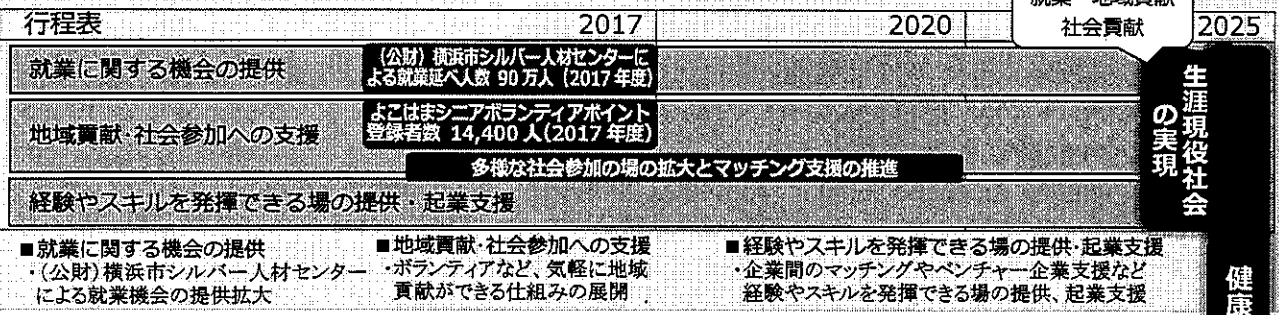 就業・地域貢献
社会貢献
行程表 2017 2020 2025
就業に関する機会の提供
(公財) 横浜市シルバー人材センターに
よる就業延べ人数 90万人 (2017年度)
地域貢献・社会参加への支援
よこはまシニアボランティアポイント
登録者数 14,400人(2017年度)
多様な社会参加の場の拡大とマッチング支援の推進
経験やスキルを発揮できる場の提供・起業支援
生涯現役社会
の実現
■就業に関する機会の提供
・(公財)横浜市シルバー人材センター
による就業機会の提供拡大
■地域貢献・社会参加への支援
・ボランティアなど、気軽に地域
貢献ができる仕組みの展開
■経験やスキルを発揮できる場の提供・起業支援
・企業間のマッチングやベンチャー企業支援など
経験やスキルを発揮できる場の提供、起業支援
健康